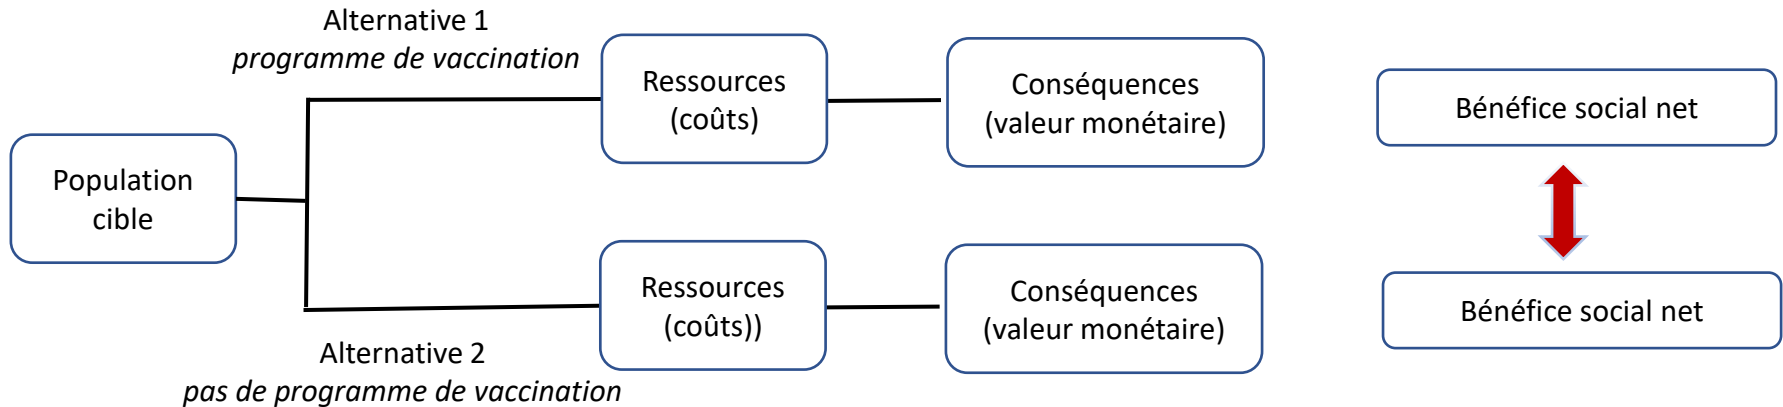 Alternative 1
programme de vaccination
Ressources
(coûts)
Conséquences
(valeur monétaire)
Bénéfice social net
Population
cible
Ressources
(coûts))
Conséquences
(valeur monétaire)
Bénéfice social net
Alternative 2
pas de programme de vaccination